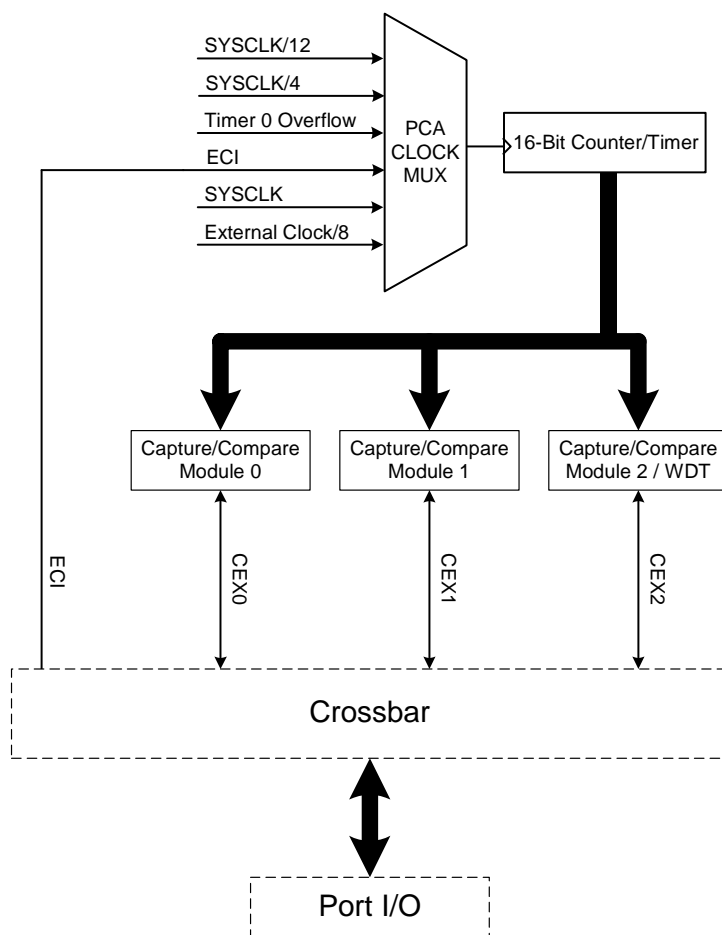 SYSCLK/12
SYSCLK/4
Timer 0 Overflow
ECI
SYSCLK
External Clock/8
PCA
CLOCK
MUX
16-Bit Counter/Timer
Capture/Compare
Module 0
Capture/Compare
Module 1
Capture/Compare
Module 2 / WDT
ECI
CEX0
CEX1
CEX2
Crossbar
Port I/O